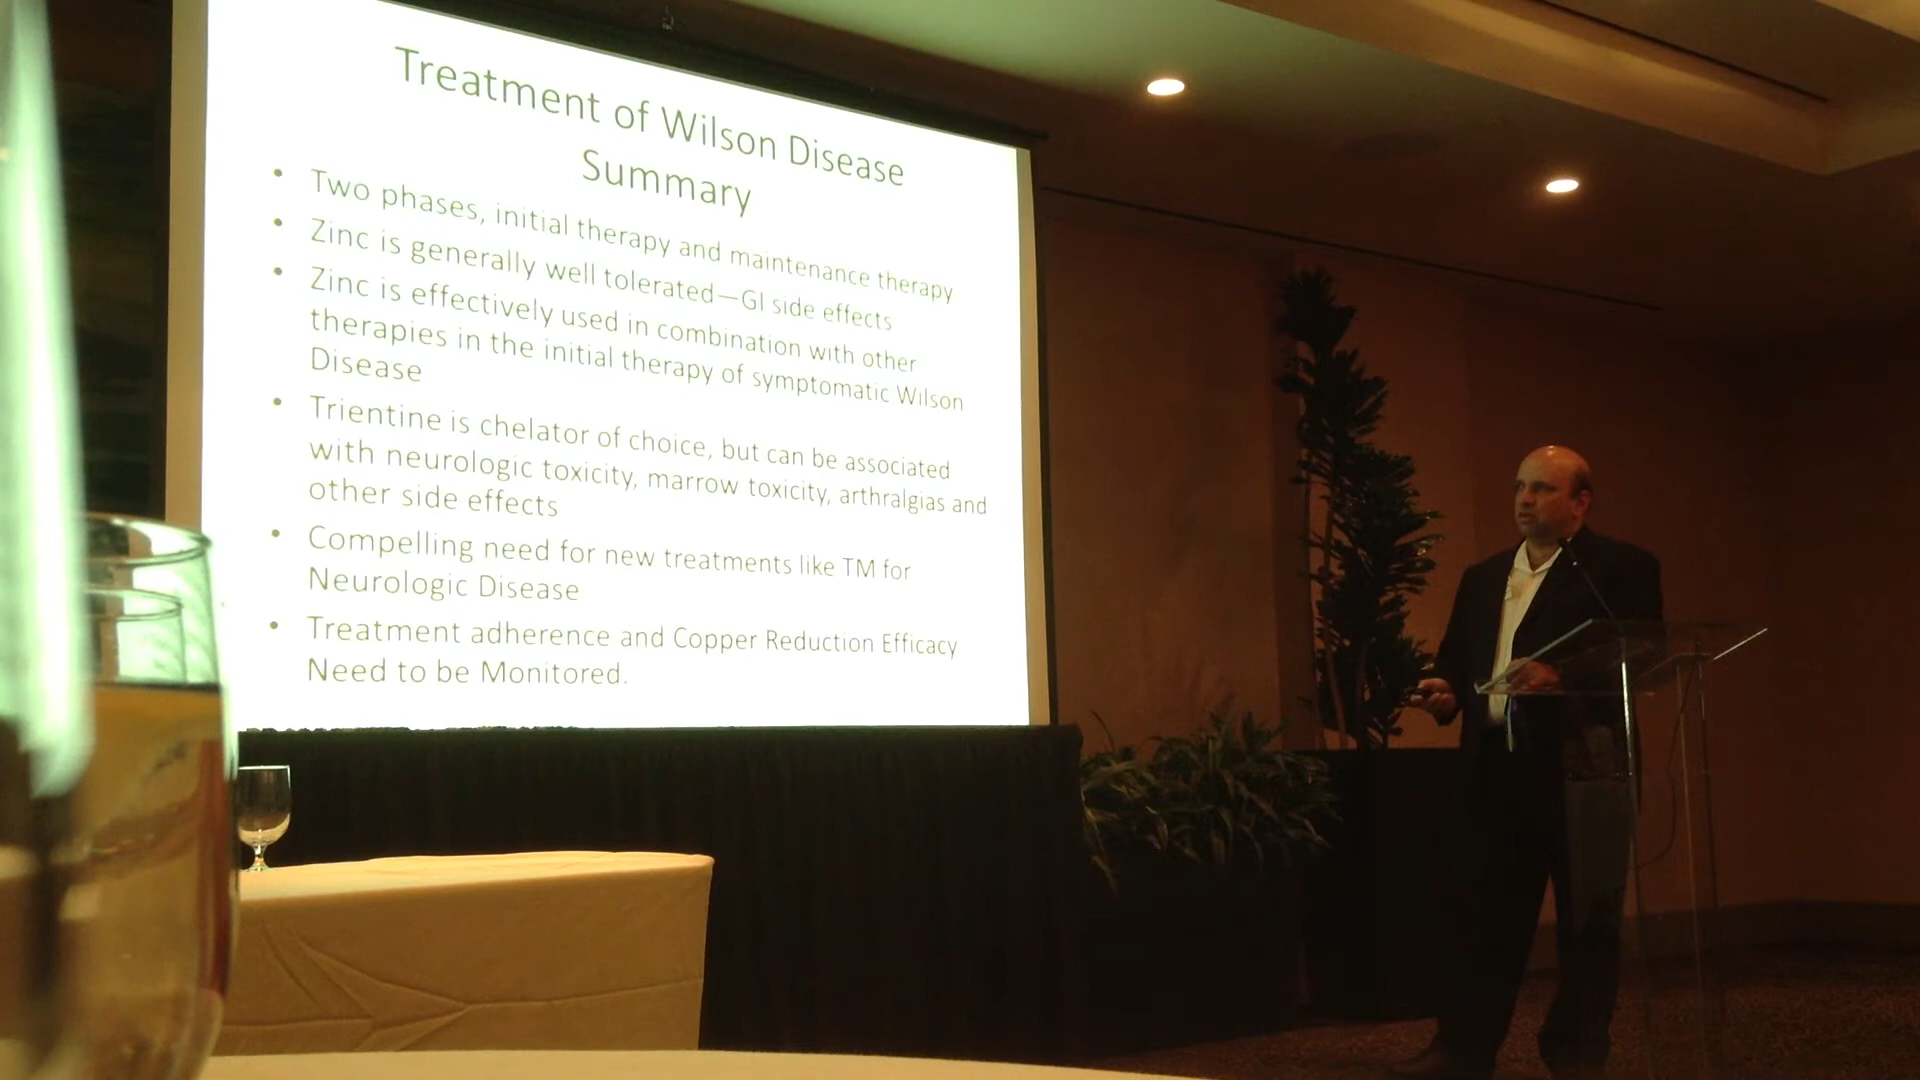 Treatment of Wilson Disease
Summary
• Two phases, initial therapy and maintenance therapy
• Zinc is generally well tolerated—GI side effects
• Zinc is effectively used in combination with other
therapies in the initial therapy of symptomatic Wilson
Disease
• Trientine is chelator of choice, but can be associated
with neurologic toxicity, marrow toxicity, arthralgias and
other side effects
• Compelling need for new treatments like TM for
Neurologic Disease
• Treatment adherence and Copper Reduction Efficacy
Need to be Monitored.